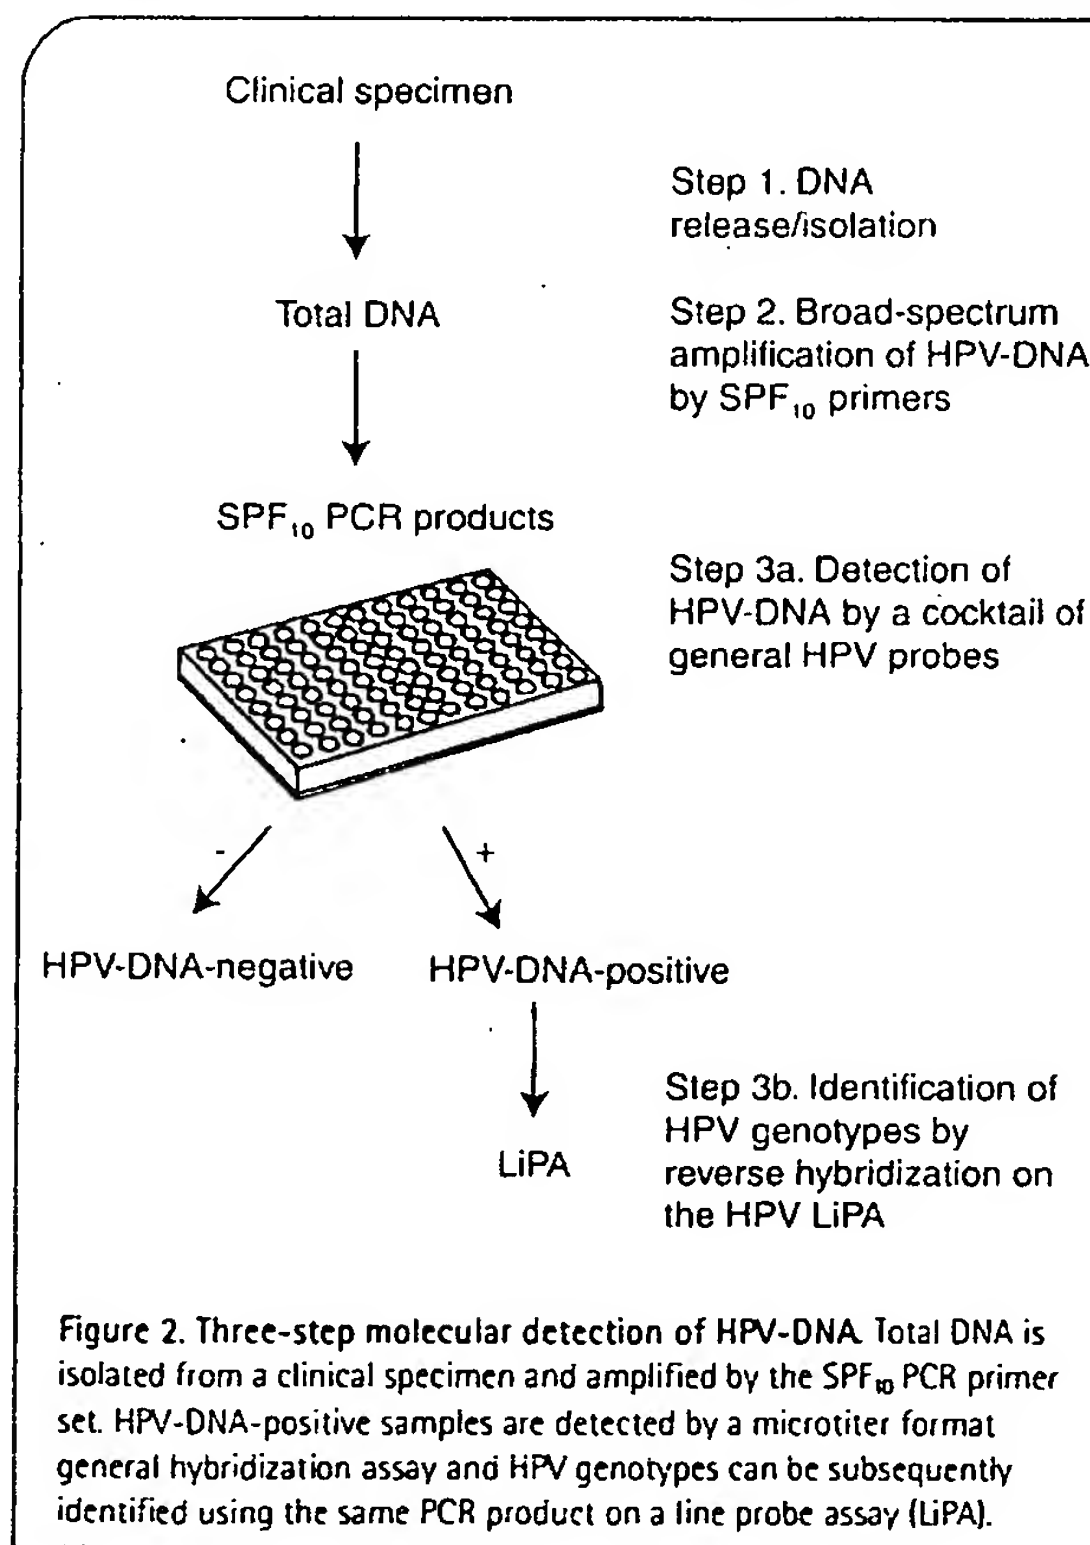 Clinical specimen
Step 1. DNA
release/isolation
Total DNA
Step 2. Broad-spectrum
amplification of HPV-DNA
by SPF₁₀ primers
SPF₁₀ PCR products
Step 3a. Detection of
HPV-DNA by a cocktail of
general HPV probes
-
+
HPV-DNA-negative
HPV-DNA-positive
LiPA
Step 3b. Identification of
HPV genotypes by
reverse hybridization on
the HPV LiPA
Figure 2. Three-step molecular detection of HPV-DNA. Total DNA is
isolated from a clinical specimen and amplified by the SPF₁₀ PCR primer
set. HPV-DNA-positive samples are detected by a microtiter format
general hybridization assay and HPV genotypes can be subsequently
identified using the same PCR product on a line probe assay (LiPA).